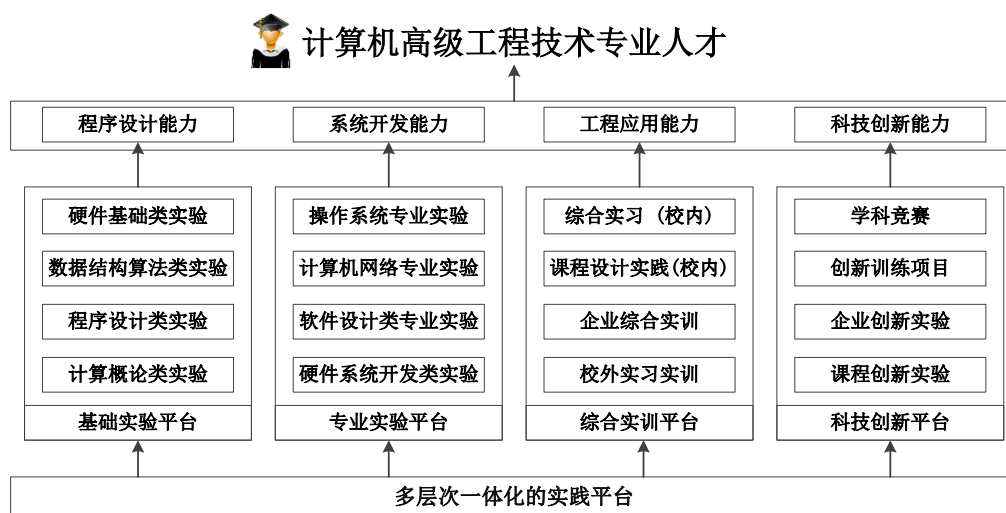 计算机高级工程技术专业人才
程序设计能力
系统开发能力
工程应用能力
科技创新能力
硬件基础类实验
数据结构算法类实验
程序设计类实验
计算概论类实验
基础实验平台
操作系统专业实验
计算机网络专业实验
软件设计类专业实验
硬件系统开发类实验
专业实验平台
综合实习 (校内)
课程设计实践(校内)
企业综合实训
校外实习实训
综合实训平台
学科竞赛
创新训练项目
企业创新实验
课程创新实验
科技创新平台
多层次一体化的实践平台